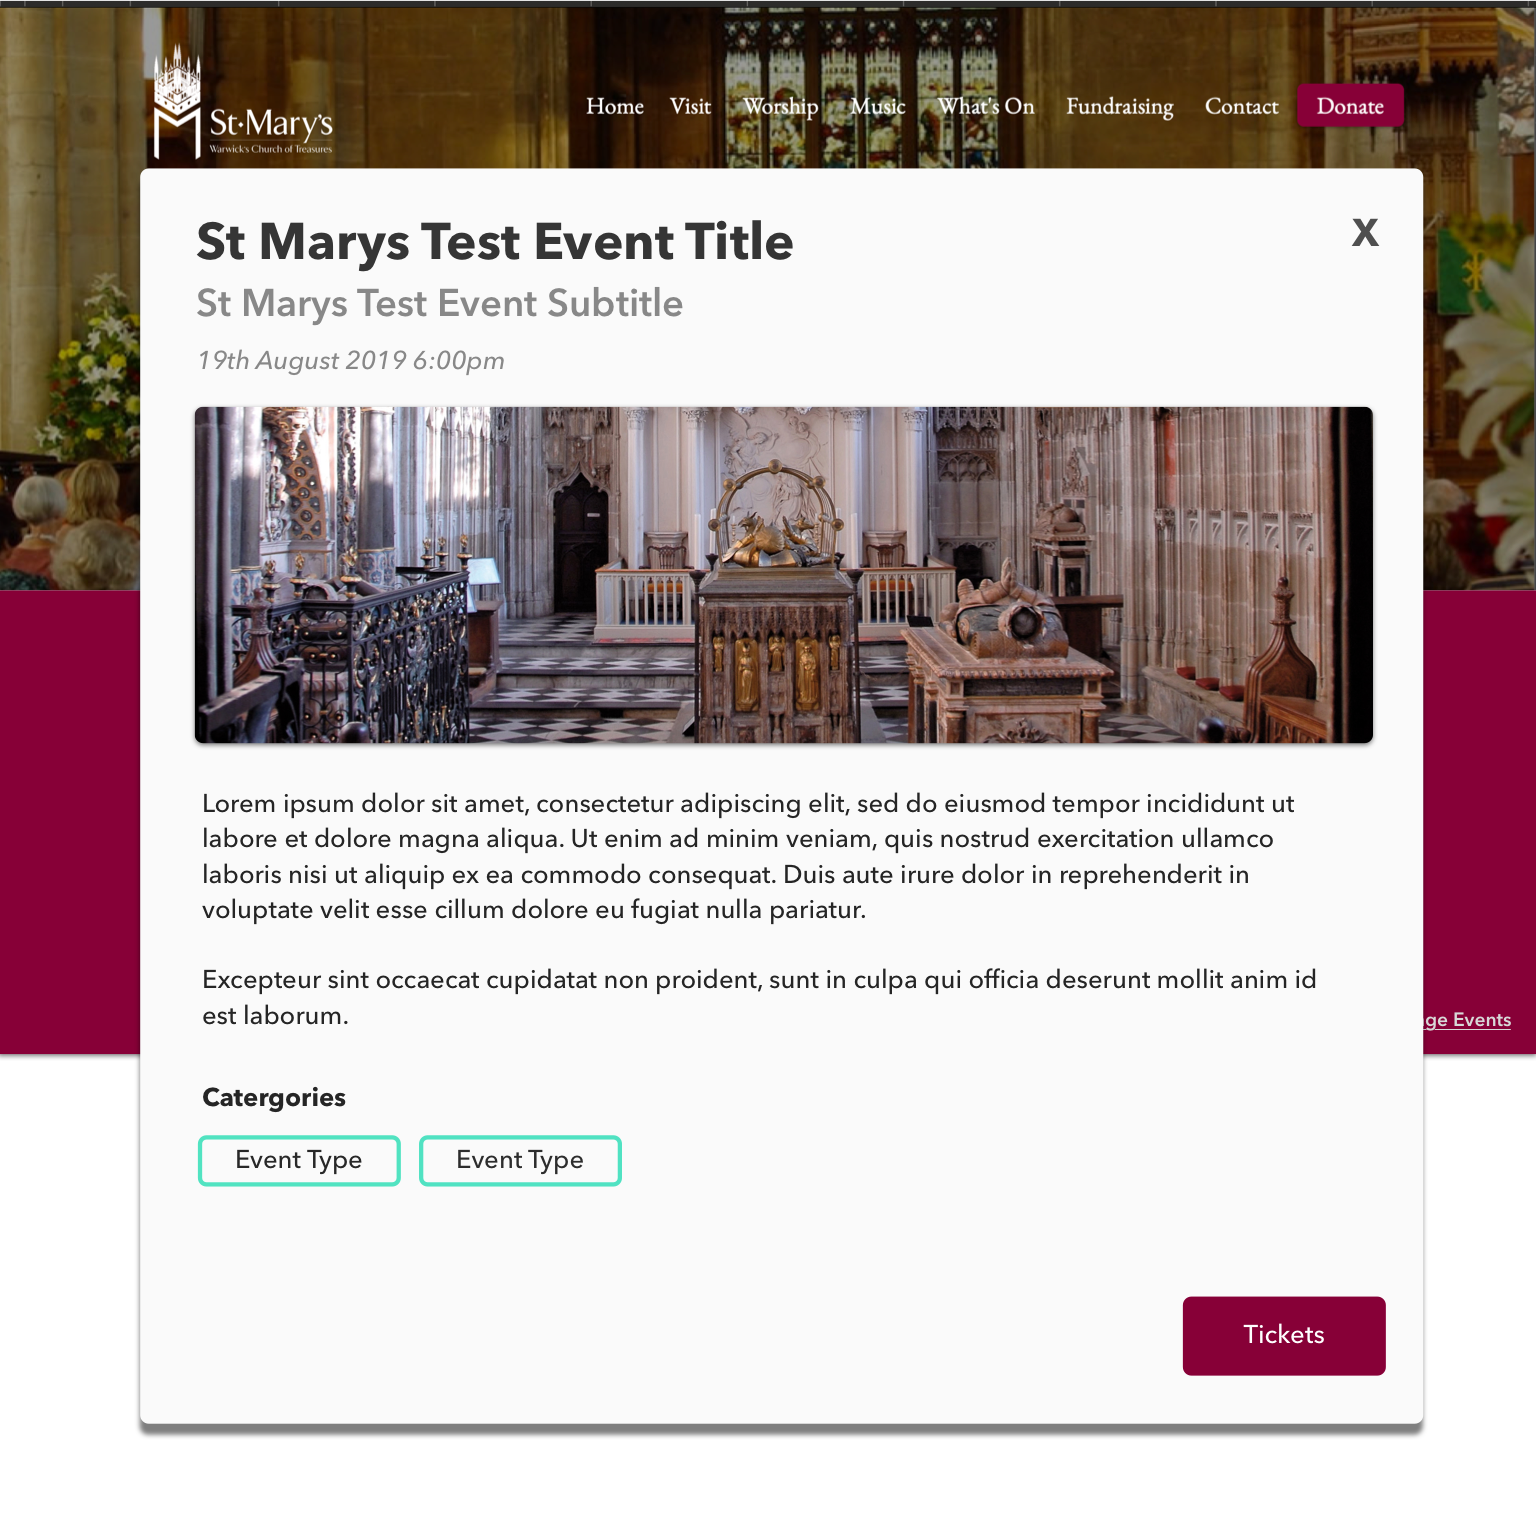 St·Mary's
Warwick's Church of Treasures
Home Visit Worship Music What's On Fundraising Contact Donate
St Marys Test Event Title
X
St Marys Test Event Subtitle
19th August 2019 6:00pm
Lorem ipsum dolor sit amet, consectetur adipiscing elit, sed do eiusmod tempor incididunt ut
labore et dolore magna aliqua. Ut enim ad minim veniam, quis nostrud exercitation ullamco
laboris nisi ut aliquip ex ea commodo consequat. Duis aute irure dolor in reprehenderit in
voluptate velit esse cillum dolore eu fugiat nulla pariatur.
Excepteur sint occaecat cupidatat non proident, sunt in culpa qui officia deserunt mollit anim id
est laborum.
Events
Catergories
Event Type Event Type
Tickets